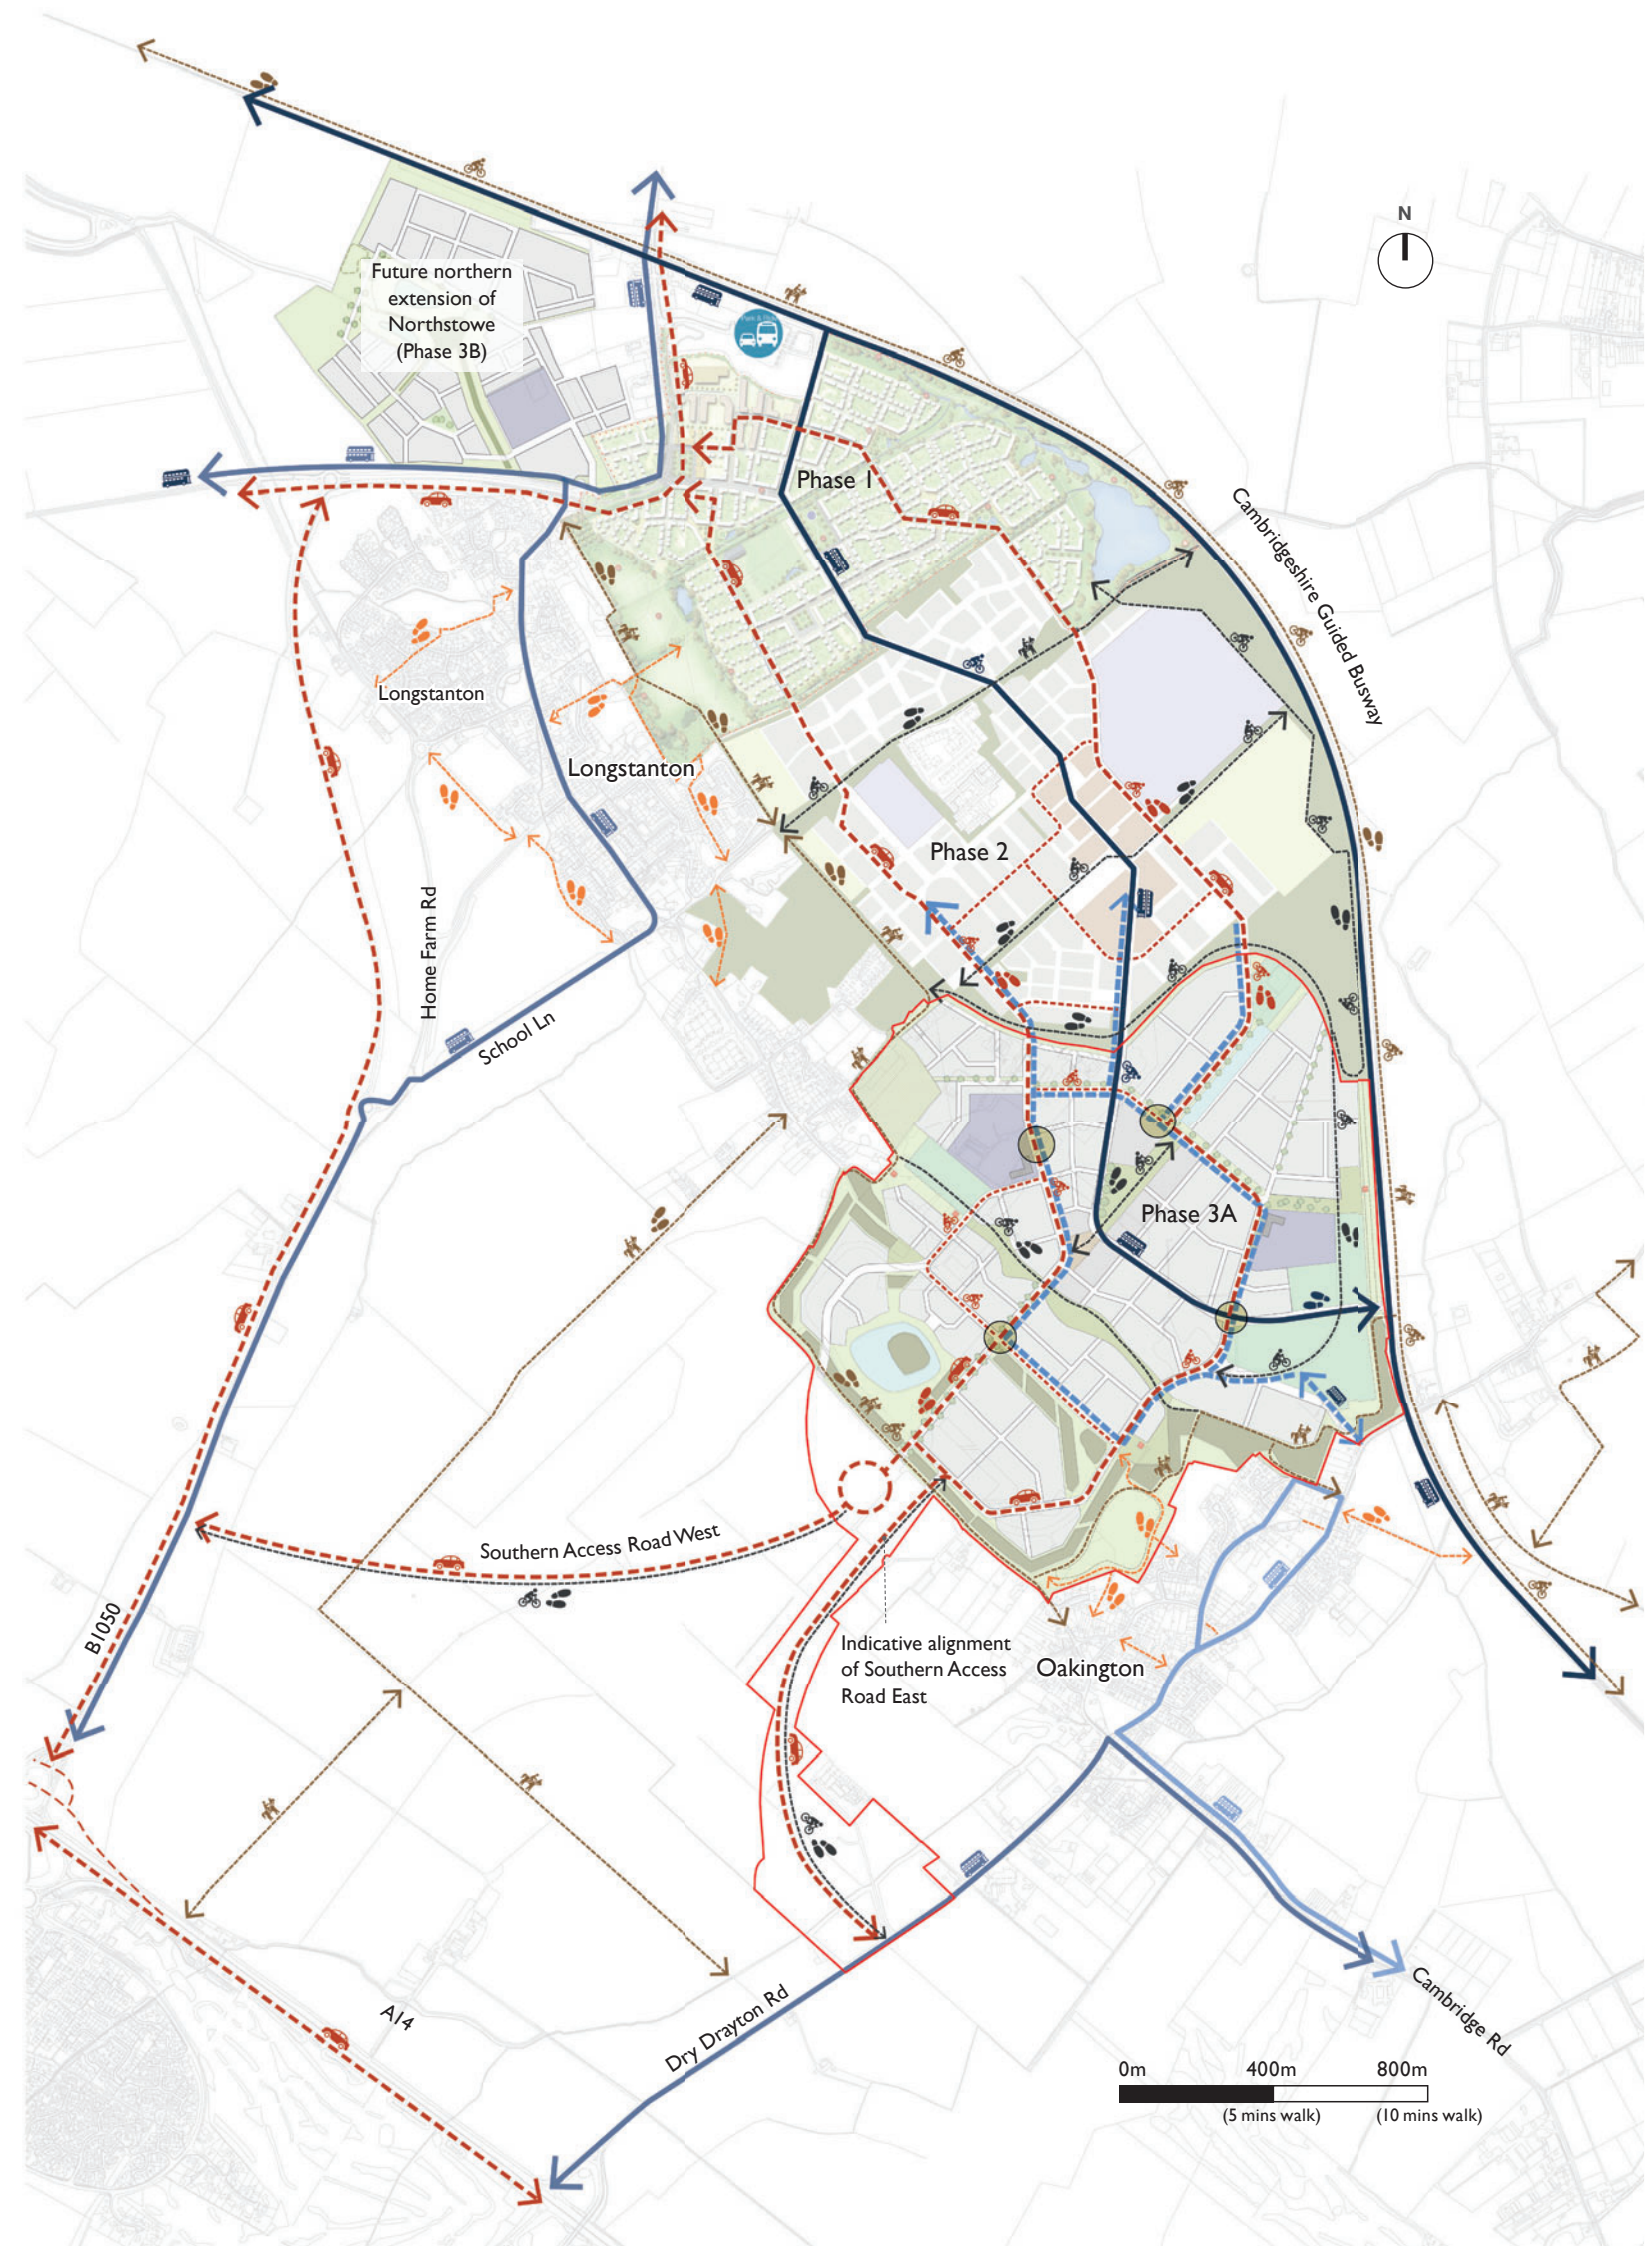 N
Future northern
extension of
Northstowe
(Phase 3B)
Park & Ride
Phase 1
Cambridgeshire Guided Busway
Longstanton
Longstanton
Phase 2
Home Farm Rd
School Ln
Phase 3A
Southern Access Road West
B1050
Indicative alignment
of Southern Access
Road East
Oakington
A14
Dry Drayton Rd
Cambridge Rd
0m 400m 800m
(5 mins walk) (10 mins walk)